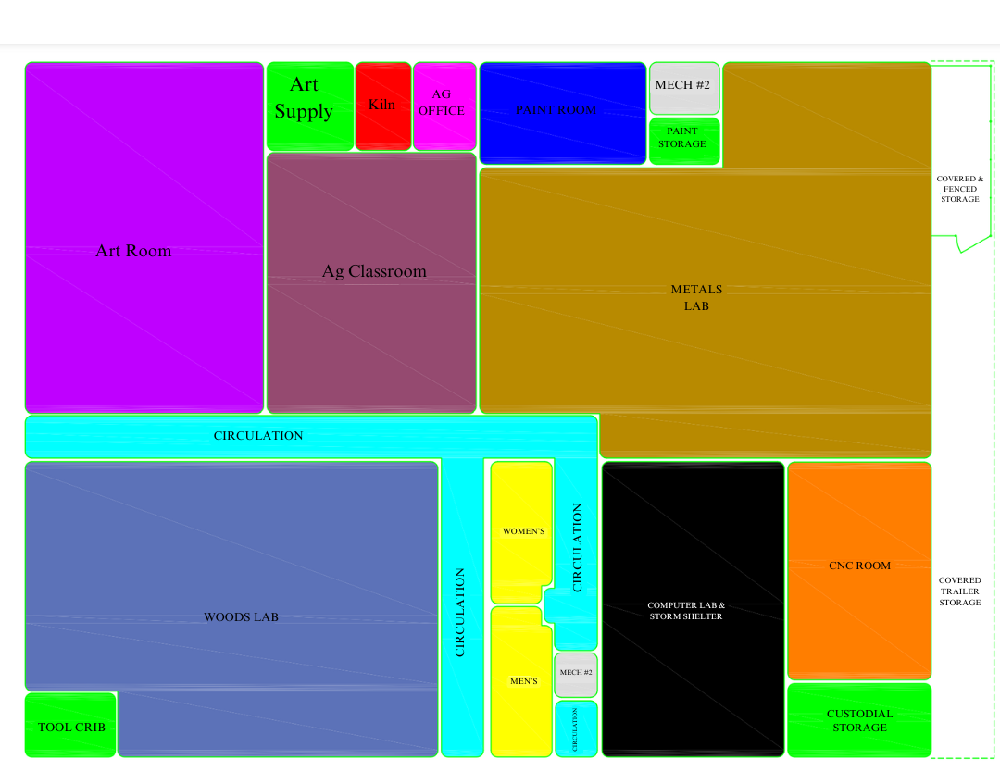 Art
Supply
Kiln
AG
OFFICE
PAINT ROOM
MECH #2
PAINT
STORAGE
COVERED &
FENCED
STORAGE
Art Room
Ag Classroom
METALS
LAB
CIRCULATION
WOMEN'S
CIRCULATION
CIRCULATION
WOODS LAB
COMPUTER LAB &
STORM SHELTER
CNC ROOM
COVERED
TRAILER
STORAGE
MEN'S
MECH #2
CIRCULATION
TOOL CRIB
CUSTODIAL
STORAGE